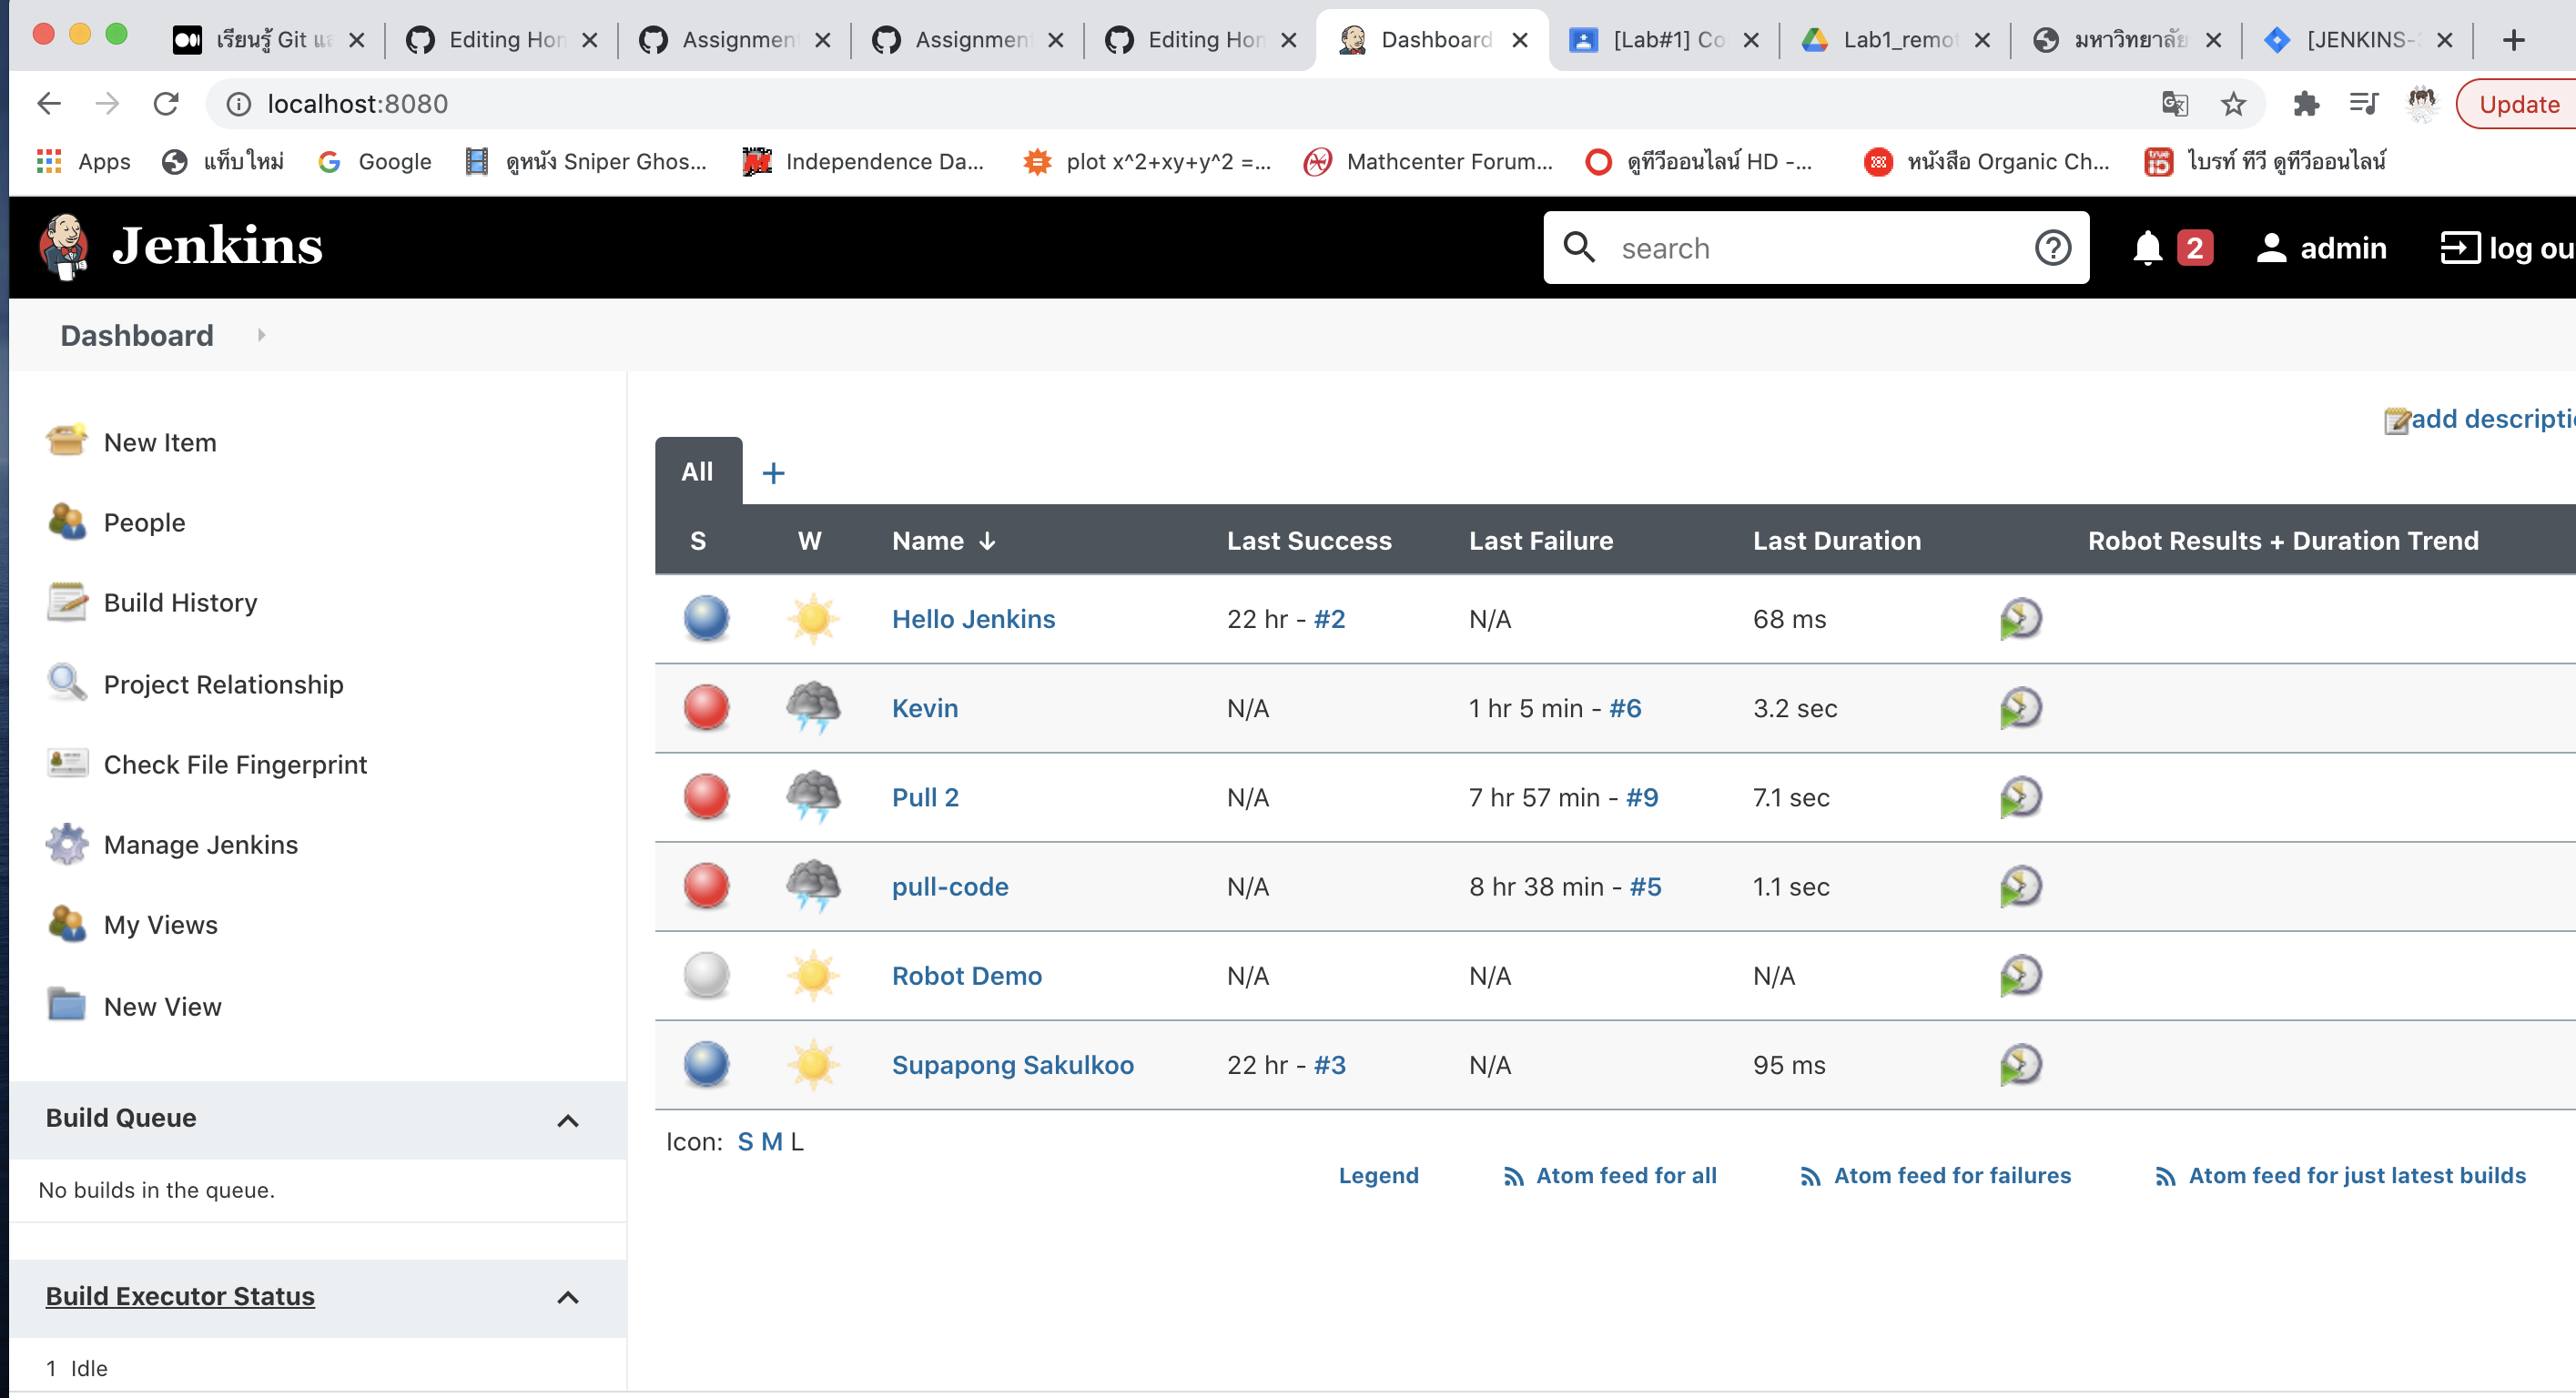 เรียนรู้ Git แล
Editing Hon
Assignmen
Assignmen
Editing Hon
Dashboard
[Lab#1] Co
Lab1_remot
มหาวิทยาลัย
[JENKINS-
localhost:8080
Update
Apps
แท็บใหม่
Google
ดูหนัง Sniper Ghos...
Independence Da...
plot x^2+xy+y^2 =...
Mathcenter Forum...
ดูทีวีออนไลน์ HD -...
หนังสือ Organic Ch...
ไบรท์ ทีวี ดูทีวีออนไลน์
Jenkins
search
2
admin
log ou
Dashboard
New Item
People
Build History
Project Relationship
Check File Fingerprint
Manage Jenkins
My Views
New View
Build Queue
No builds in the queue.
Build Executor Status
1 Idle
add descripti
All +
S W Name ↓ Last Success Last Failure Last Duration Robot Results + Duration Trend
Hello Jenkins 22 hr - #2 N/A 68 ms
Kevin N/A 1 hr 5 min - #6 3.2 sec
Pull 2 N/A 7 hr 57 min - #9 7.1 sec
pull-code N/A 8 hr 38 min - #5 1.1 sec
Robot Demo N/A N/A N/A
Supapong Sakulkoo 22 hr - #3 N/A 95 ms
Icon: S M L
Legend Atom feed for all Atom feed for failures Atom feed for just latest builds